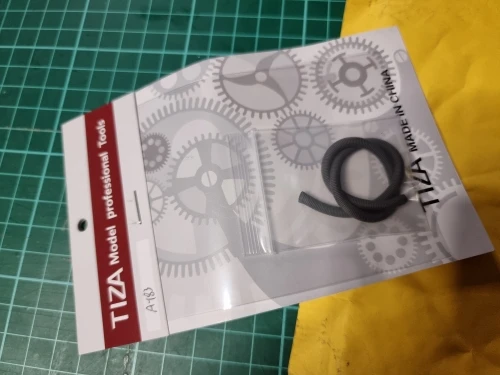 TIZA Model professional Tools
A183
TIZA MADE IN CHINA